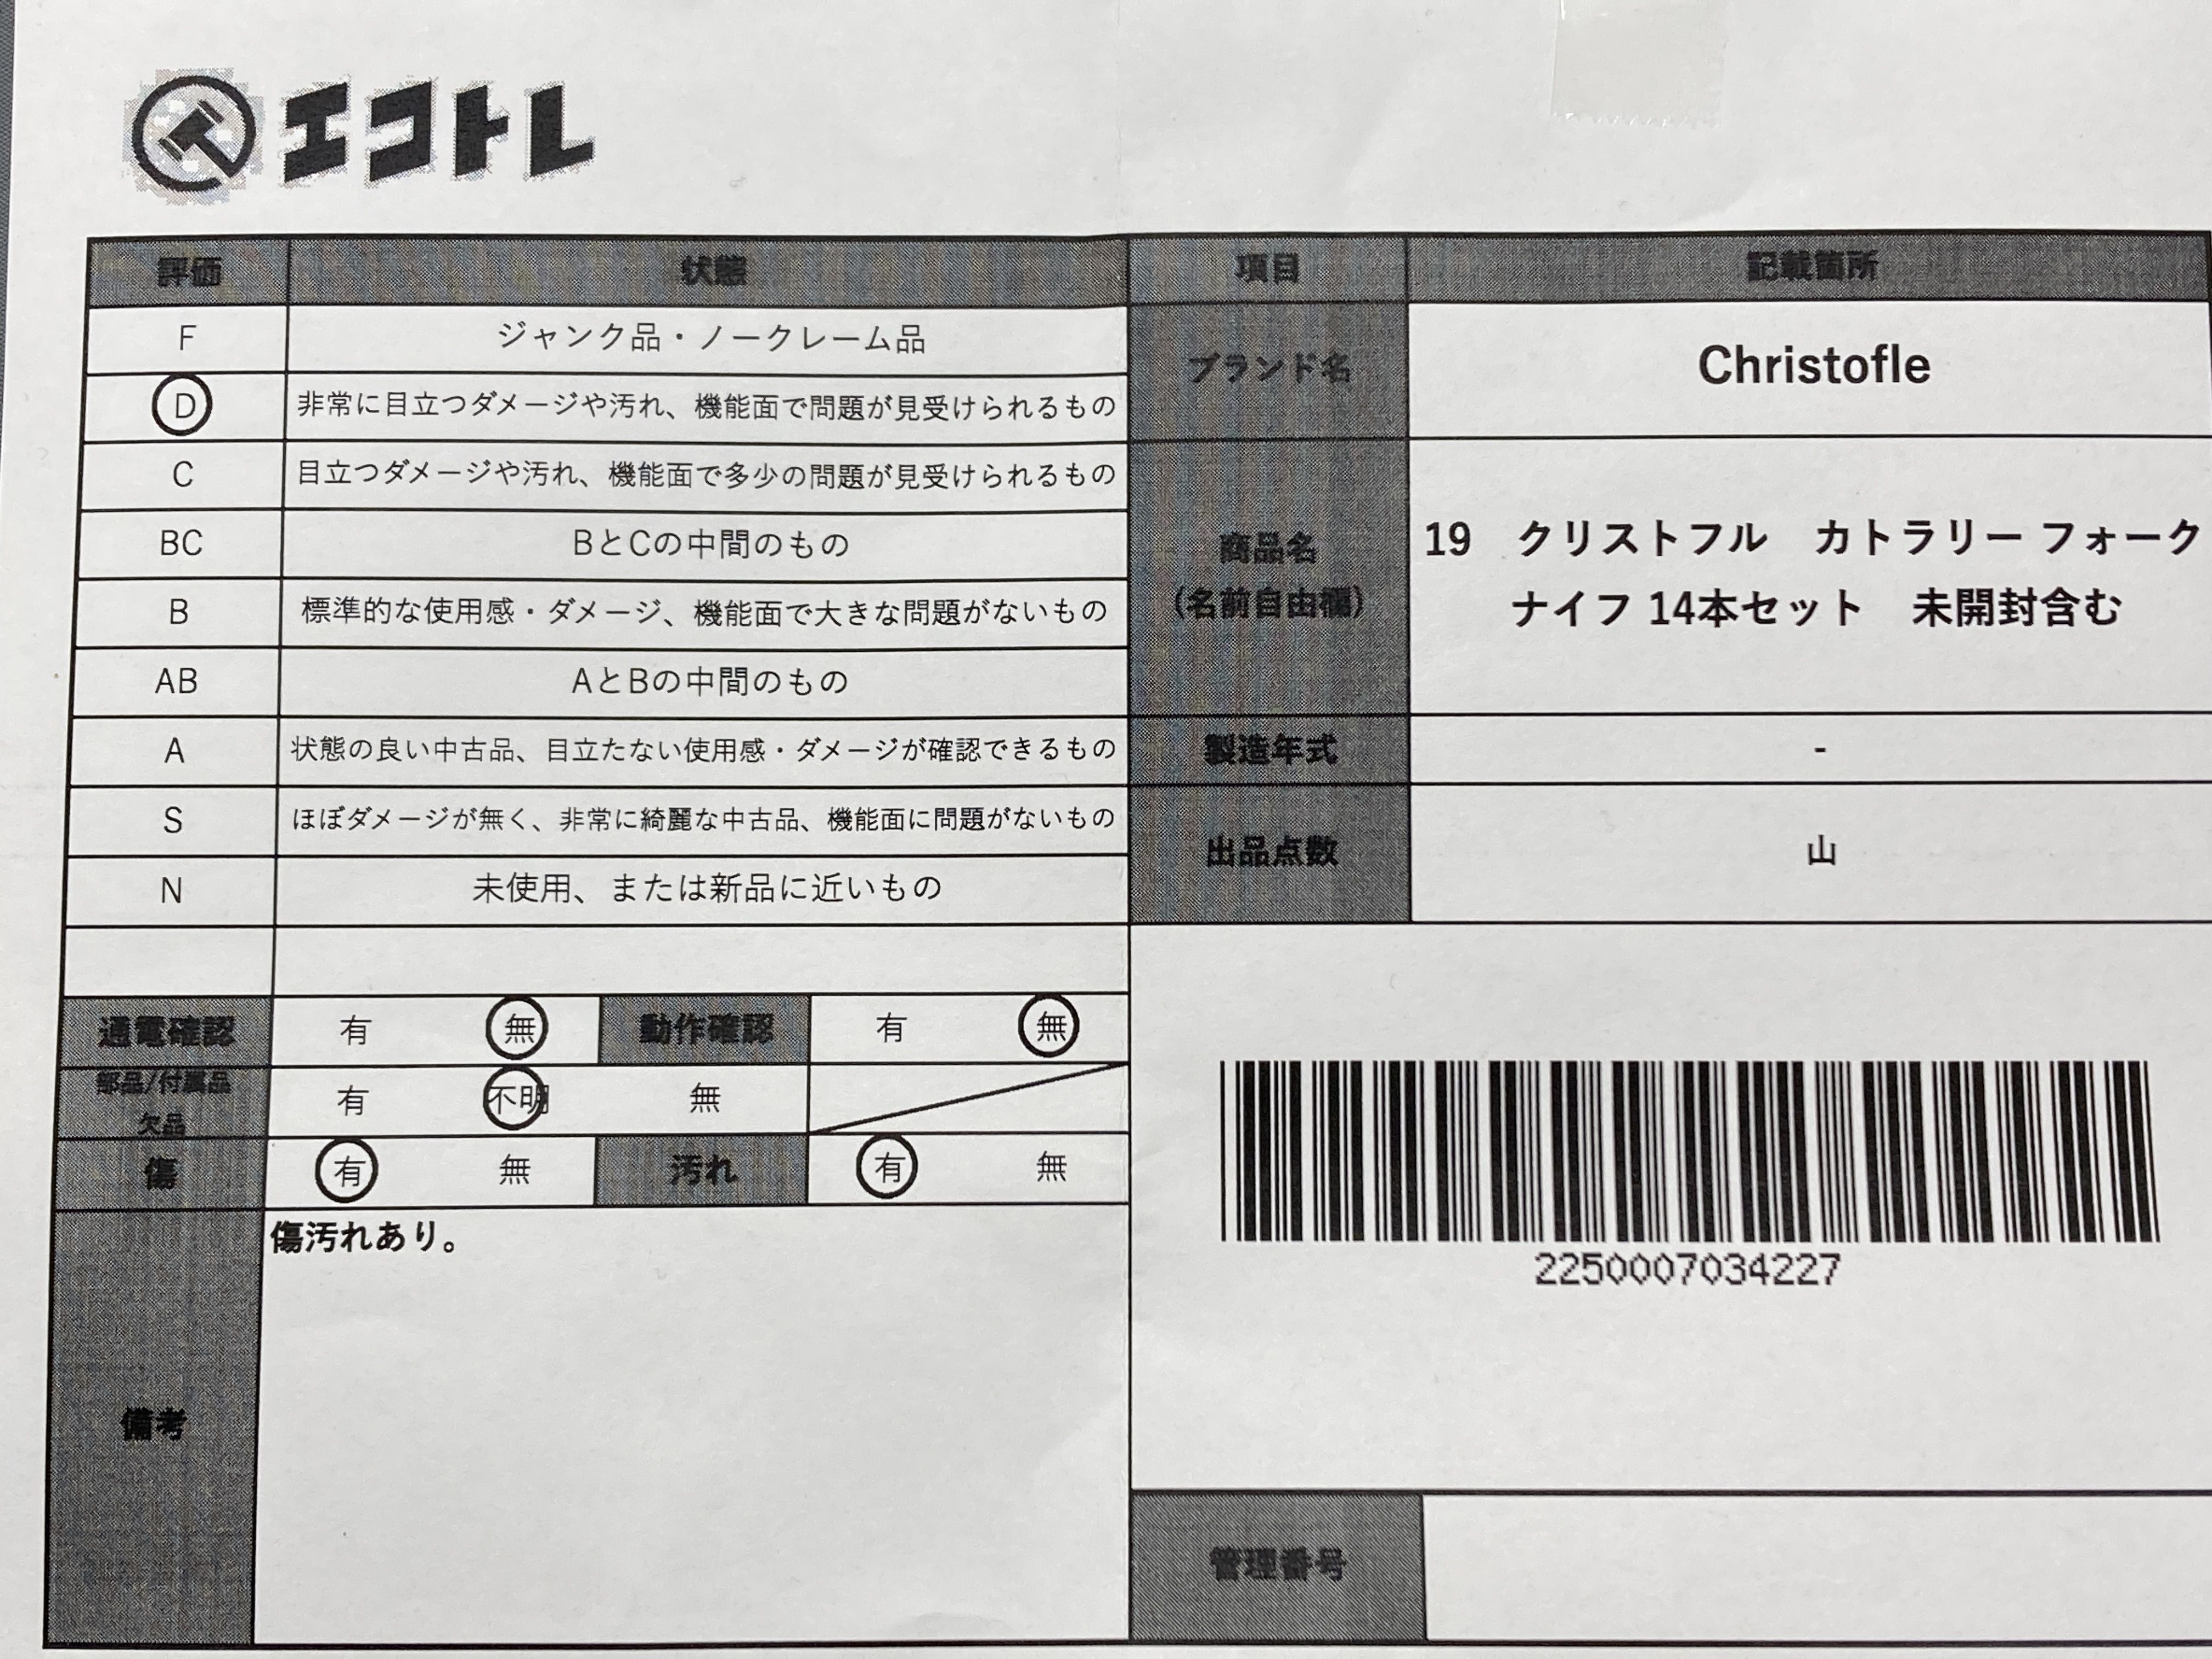 エコトレ
評価 状態 項目 記載箇所
F ジャンク品・ノークレーム品
D 非常に目立つダメージや汚れ、機能面で問題が見受けられるもの
ブランド名 Christofle
C 目立つダメージや汚れ、機能面で多少の問題が見受けられるもの
BC BとCの中間のもの
B 標準的な使用感・ダメージ、機能面で大きな問題がないもの
AB AとBの中間のもの
商品名
(名前自由欄)
19 クリストフル カトラリー フォーク
ナイフ 14本セット 未開封含む
A 状態の良い中古品、目立たない使用感・ダメージが確認できるもの
製造年式 -
S ほぼダメージが無く、非常に綺麗な中古品、機能面に問題がないもの
出品点数 山
N 未使用、または新品に近いもの
通電確認 有 無 動作確認 有 無
部品/付属品
欠品
有 不明 無
傷 有 無 汚れ 有 無
備考
傷汚れあり。
2250007034227
管理番号